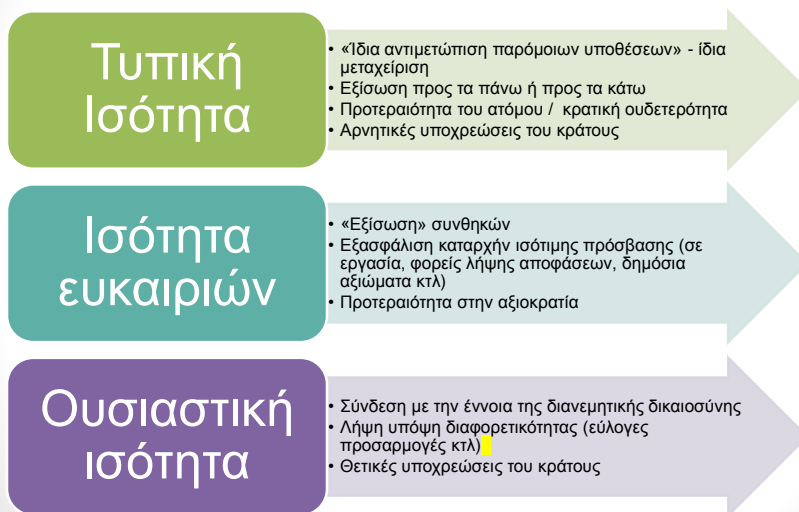 Τυπική
Ισότητα
• «Ίδια αντιμετώπιση παρόμοιων υποθέσεων» - ίδια
μεταχείριση
• Εξίσωση προς τα πάνω ή προς τα κάτω
• Προτεραιότητα του ατόμου / κρατική ουδετερότητα
• Αρνητικές υποχρεώσεις του κράτους
Ισότητα
ευκαιριών
• «Εξίσωση» συνθηκών
• Εξασφάλιση καταρχήν ισότιμης πρόσβασης (σε
εργασία, φορείς λήψης αποφάσεων, δημόσια
αξιώματα κτλ)
• Προτεραιότητα στην αξιοκρατία
Ουσιαστική
ισότητα
• Σύνδεση με την έννοια της διανεμητικής δικαιοσύνης
• Λήψη υπόψη διαφορετικότητας (εύλογες
προσαρμογές κτλ)
• Θετικές υποχρεώσεις του κράτους